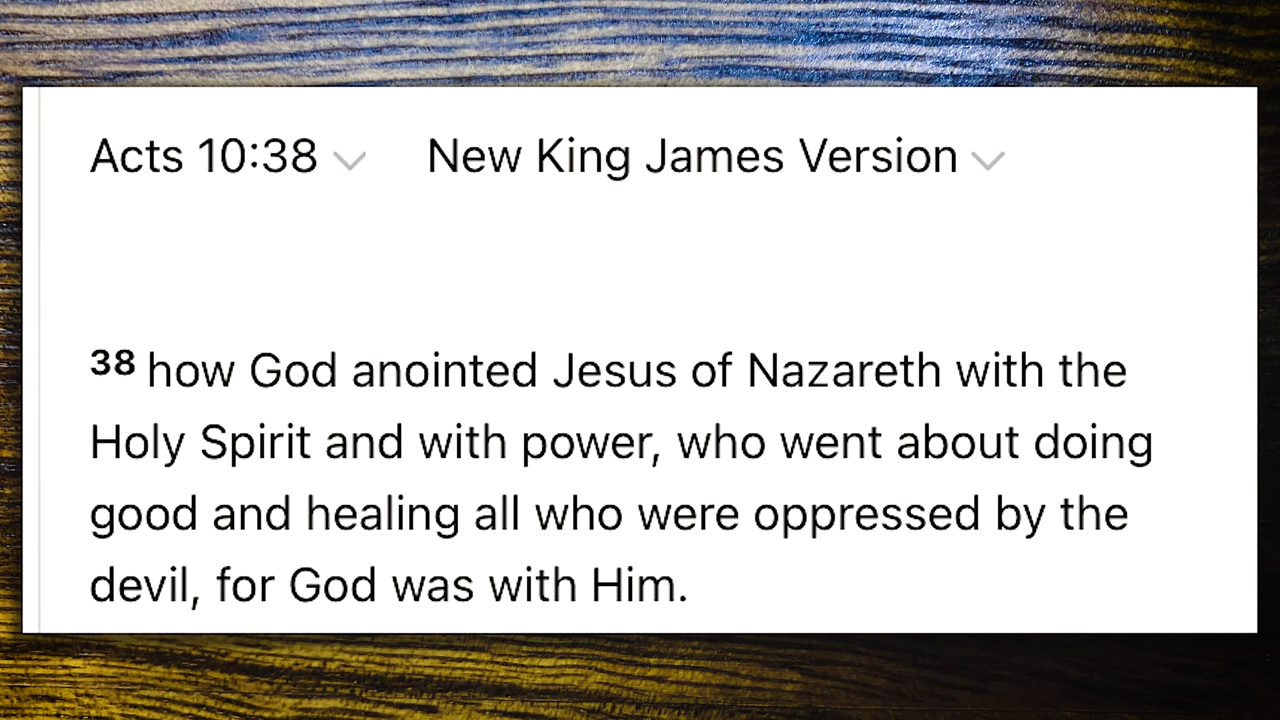 Acts 10:38 New King James Version
38 how God anointed Jesus of Nazareth with the
Holy Spirit and with power, who went about doing
good and healing all who were oppressed by the
devil, for God was with Him.